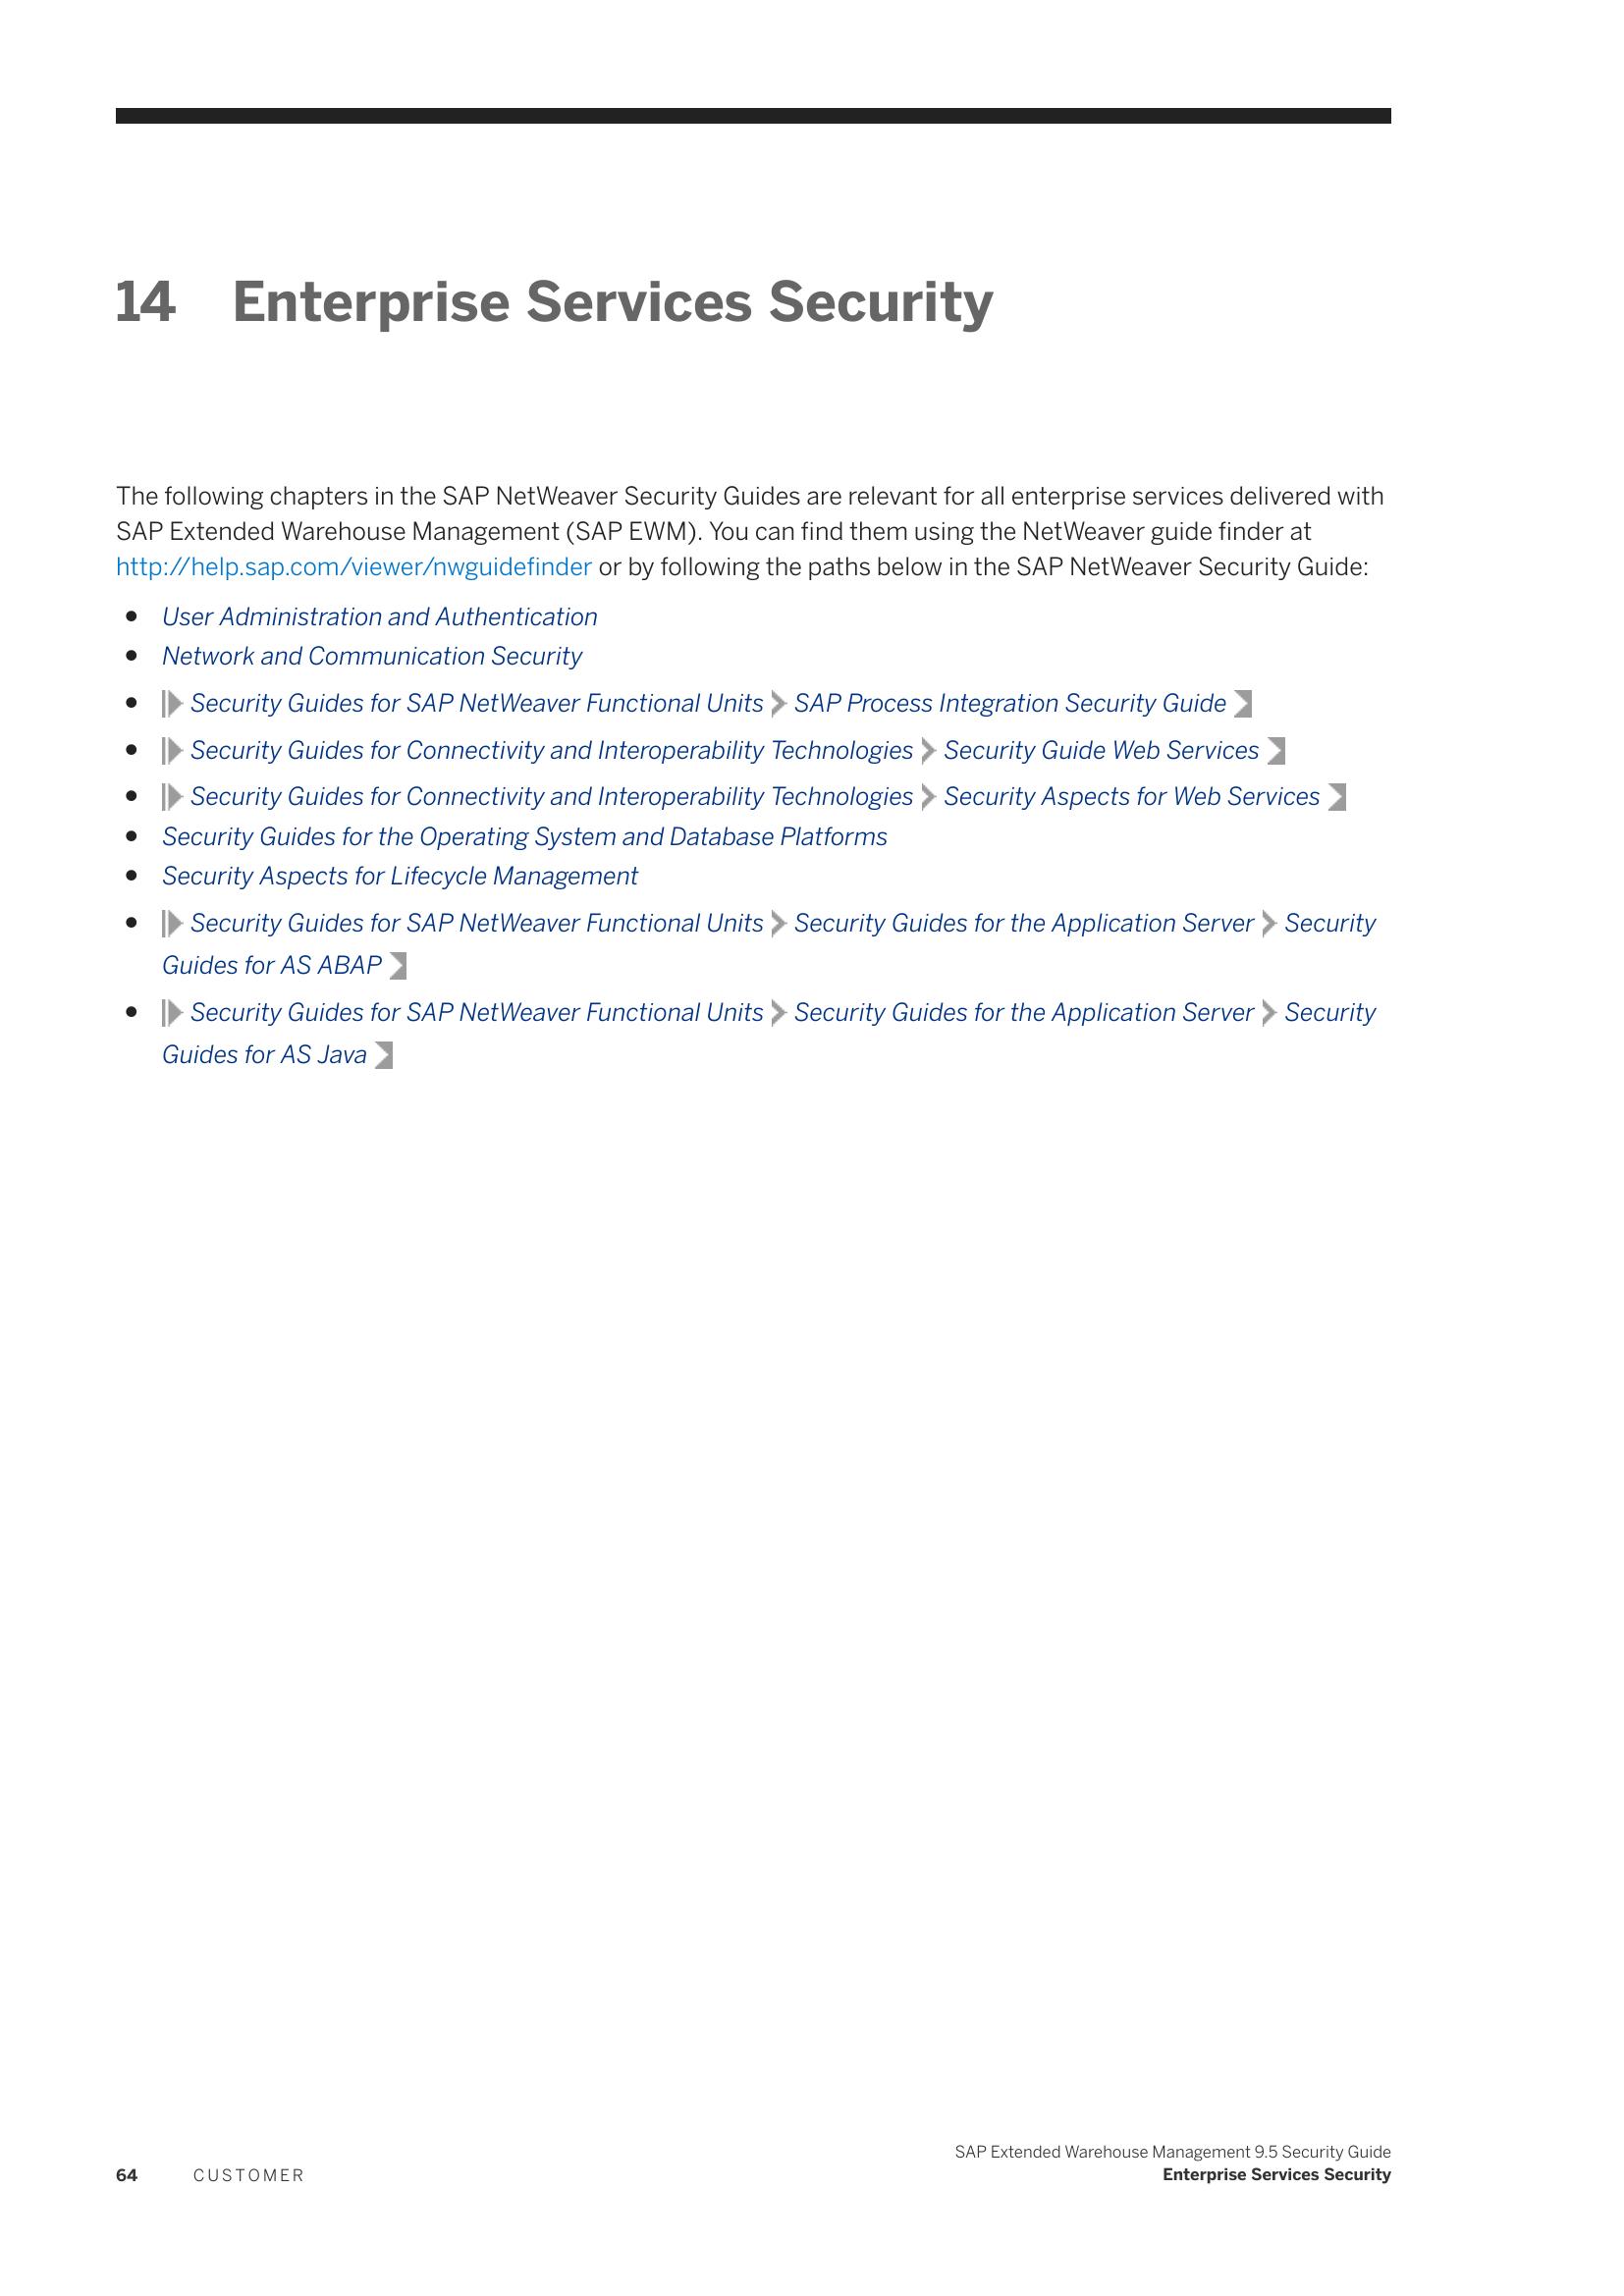 14 Enterprise Services Security
The following chapters in the SAP NetWeaver Security Guides are relevant for all enterprise services delivered with
SAP Extended Warehouse Management (SAP EWM). You can find them using the NetWeaver guide finder at
http://help.sap.com/viewer/nwguidefinder or by following the paths below in the SAP NetWeaver Security Guide:
• User Administration and Authentication
• Network and Communication Security
• Security Guides for SAP NetWeaver Functional Units > SAP Process Integration Security Guide
• Security Guides for Connectivity and Interoperability Technologies > Security Guide Web Services
• Security Guides for Connectivity and Interoperability Technologies > Security Aspects for Web Services
• Security Guides for the Operating System and Database Platforms
• Security Aspects for Lifecycle Management
• Security Guides for SAP NetWeaver Functional Units > Security Guides for the Application Server > Security
Guides for AS ABAP
• Security Guides for SAP NetWeaver Functional Units > Security Guides for the Application Server > Security
Guides for AS Java
SAP Extended Warehouse Management 9.5 Security Guide
64 CUSTOMER Enterprise Services Security